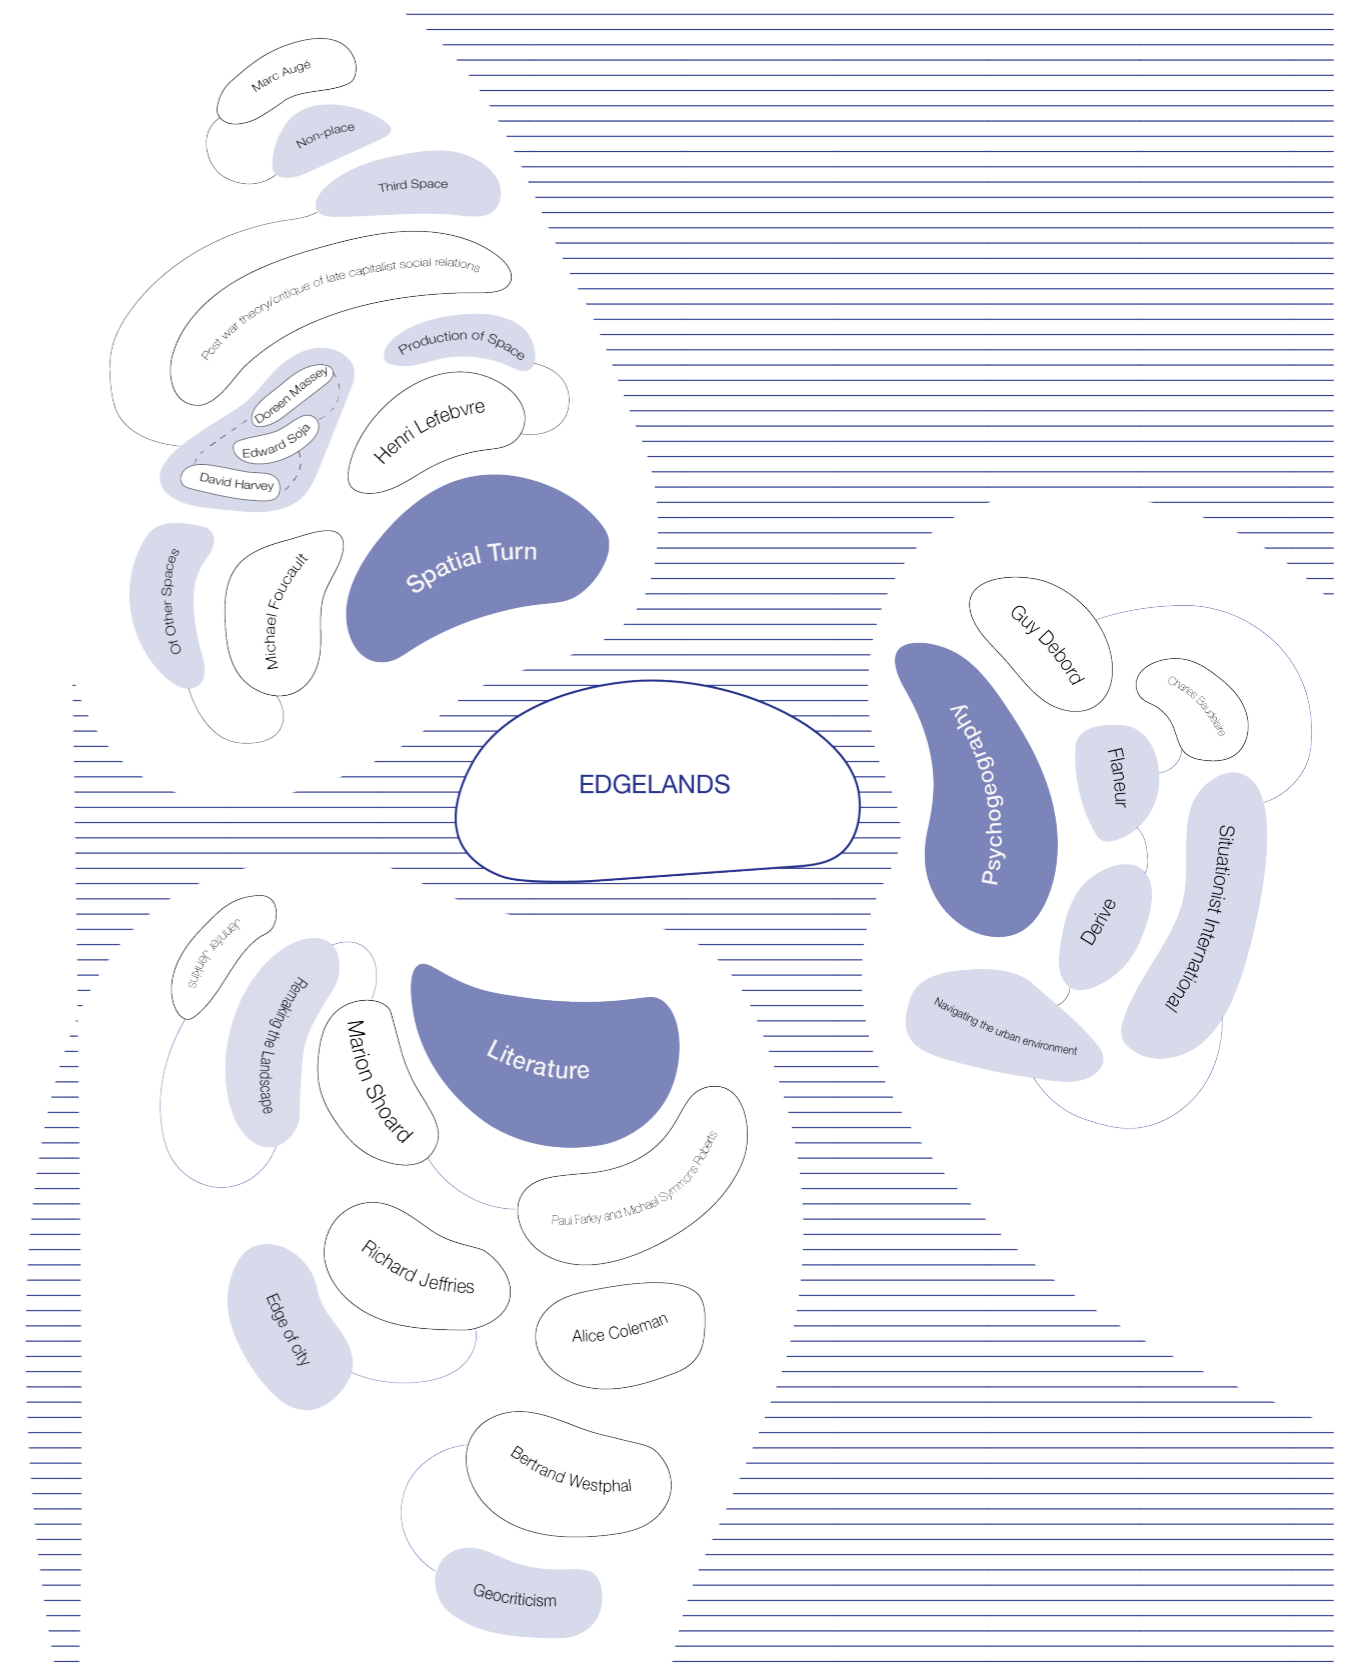 Marc Augé
Non-place
Third Space
Post war theory/critique of late capitalist social relations
Production of Space
Doreen Massey
Henri Lefebvre
Edward Soja
David Harvey
Spatial Turn
Of Other Spaces
Michael Foucault
Guy Debord
Charles Baudelaire
Psychogeography
Flaneur
EDGELANDS
Situationist International
Derive
Navigating the urban environment
Jennifer Jenkins
Remaking the Landscape
Marion Shoard
Literature
Paul Farley and Michael Symmons Roberts
Richard Jeffries
Edge of city
Alice Coleman
Bertrand Westphal
Geocriticism